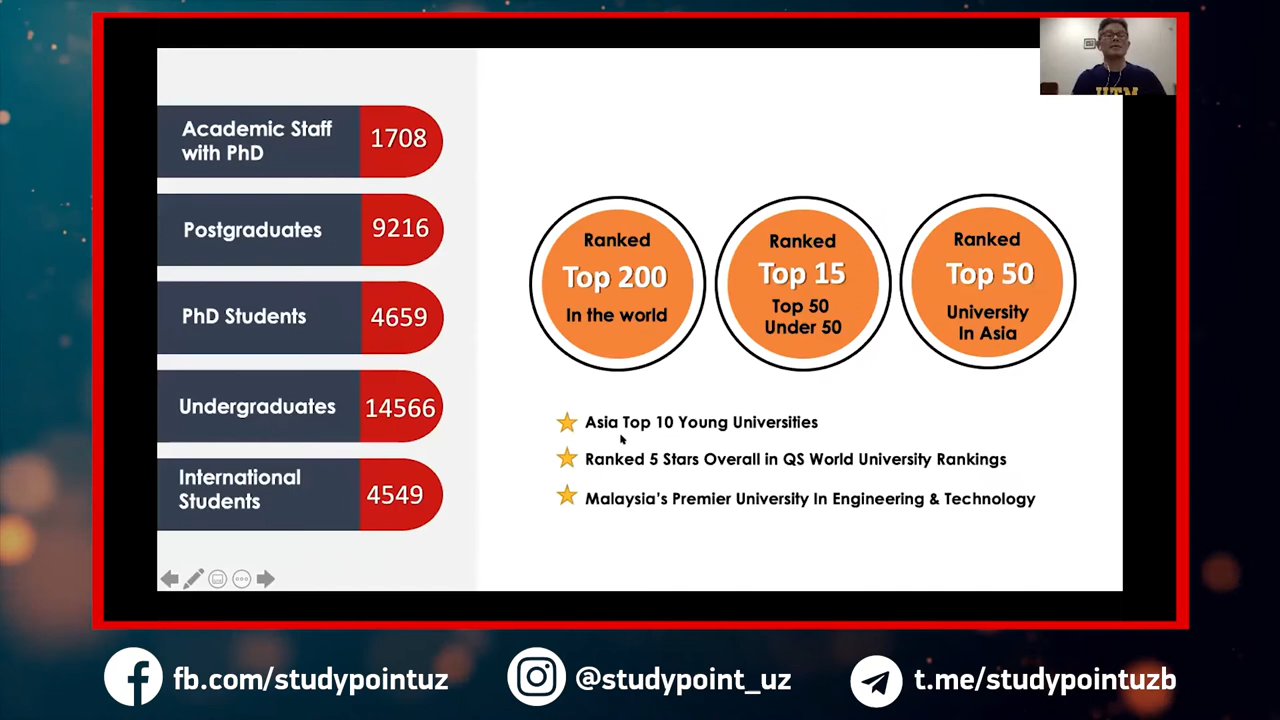 Academic Staff
with PhD
1708
Postgraduates
9216
PhD Students
4659
Undergraduates
14566
International
Students
4549
Ranked
Top 200
In the world
Ranked
Top 15
Top 50
Under 50
Ranked
Top 50
University
In Asia
Asia Top 10 Young Universities
Ranked 5 Stars Overall in QS World University Rankings
Malaysia's Premier University In Engineering & Technology
UTM
fb.com/studypointuz
@studypoint_uz
t.me/studypointuzb